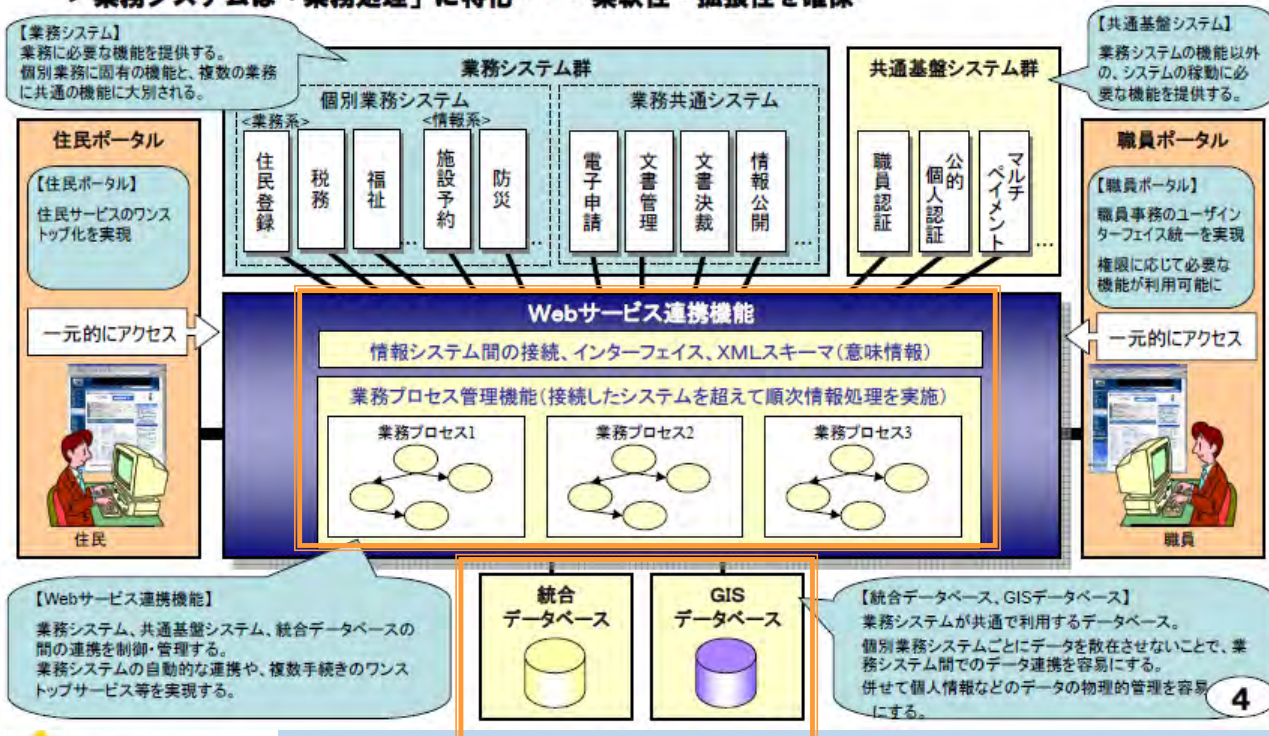 【業務システム】
業務に必要な機能を提供する。
個別業務に固有の機能と、複数の業務
に共通の機能に大別される。
【共通基盤システム】
業務システムの機能以外
の、システムの稼動に必
要な機能を提供する。
業務システム群
個別業務システム
<業務系>
<情報系>
住民登録
税務
福祉
…
施設予約
防災
‥
業務共通システム
電子申請
文書管理
文書決裁
情報公開
…
共通基盤システム群
職員認証
公的
個人認証
マルチ
ペイメント
…
住民ポータル
【住民ポータル】
住民サービスのワンス
トップ化を実現
一元的にアクセス
住民
職員ポータル
【職員ポータル】
職員事務のユーザイン
ターフェイス統一を実現
権限に応じて必要な
機能が利用可能に
一元的にアクセス
職員
Webサービス連携機能
情報システム間の接続、インターフェイス、XMLスキーマ(意味情報)
業務プロセス管理機能(接続したシステムを超えて順次情報処理を実施)
業務プロセス1
業務プロセス2
業務プロセス3
【Webサービス連携機能】
業務システム、共通基盤システム、統合データベースの
間の連携を制御・管理する。
業務システムの自動的な連携や、複数手続きのワンス
トップサービス等を実現する。
統合
データベース
GIS
データベース
【統合データベース、GISデータベース】
業務システムが共通で利用するデータベース。
個別業務システムごとにデータを散在させないことで、業
務システム間でのデータ連携を容易にする。
併せて個人情報などのデータの物理的管理を容易
にする。
4